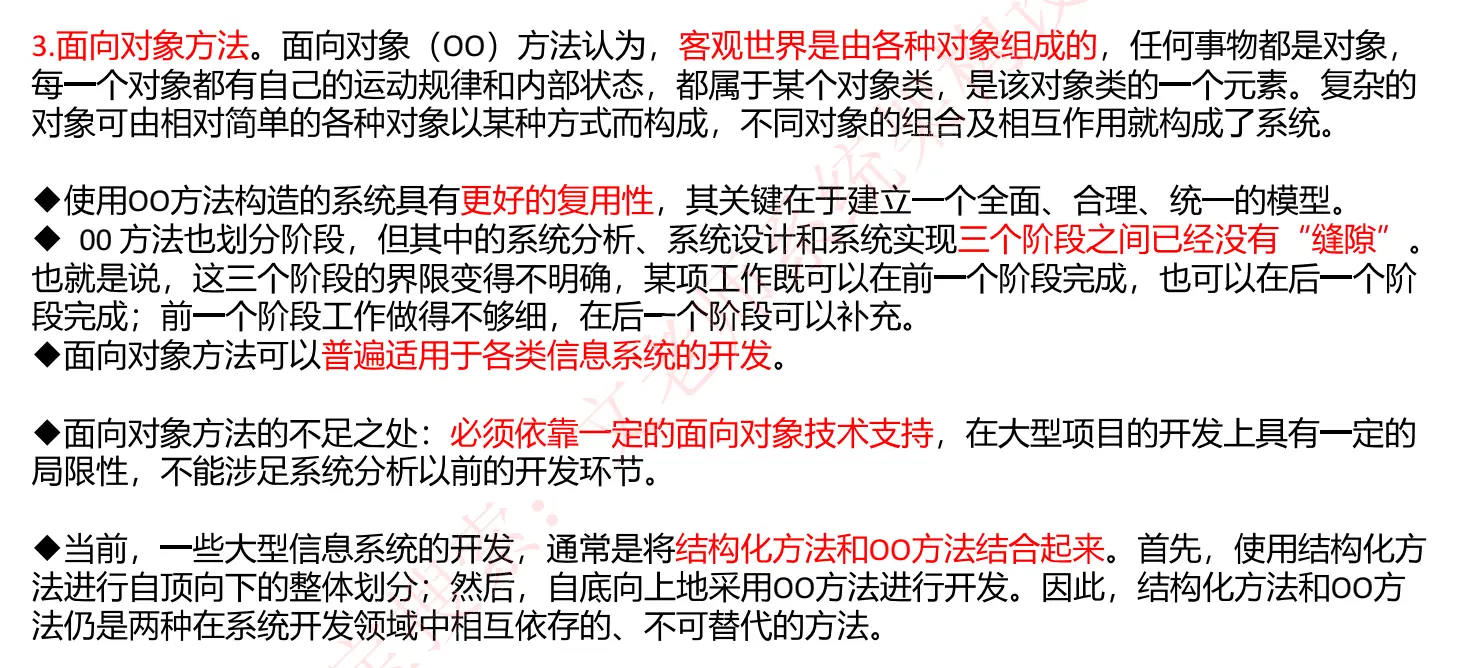 3.面向对象方法。面向对象（OO）方法认为，客观世界是由各种对象组成的，任何事物都是对象，
每一个对象都有自己的运动规律和内部状态，都属于某个对象类，是该对象类的一个元素。复杂的
对象可由相对简单的各种对象以某种方式而构成，不同对象的组合及相互作用就构成了系统。
◆使用OO方法构造的系统具有更好的复用性，其关键在于建立一个全面、合理、统一的模型。
◆ 00 方法也划分阶段，但其中的系统分析、系统设计和系统实现三个阶段之间已经没有“缝隙”。
也就是说，这三个阶段的界限变得不明确，某项工作既可以在前一个阶段完成，也可以在后一个阶
段完成；前一个阶段工作做得不够细，在后一个阶段可以补充。
◆面向对象方法可以普遍适用于各类信息系统的开发。
◆面向对象方法的不足之处：必须依靠一定的面向对象技术支持，在大型项目的开发上具有一定的
局限性，不能涉足系统分析以前的开发环节。
◆当前，一些大型信息系统的开发，通常是将结构化方法和OO方法结合起来。首先，使用结构化方
法进行自顶向下的整体划分；然后，自底向上地采用OO方法进行开发。因此，结构化方法和OO方
法仍是两种在系统开发领域中相互依存的、不可替代的方法。
搜索：文老师系统架构设